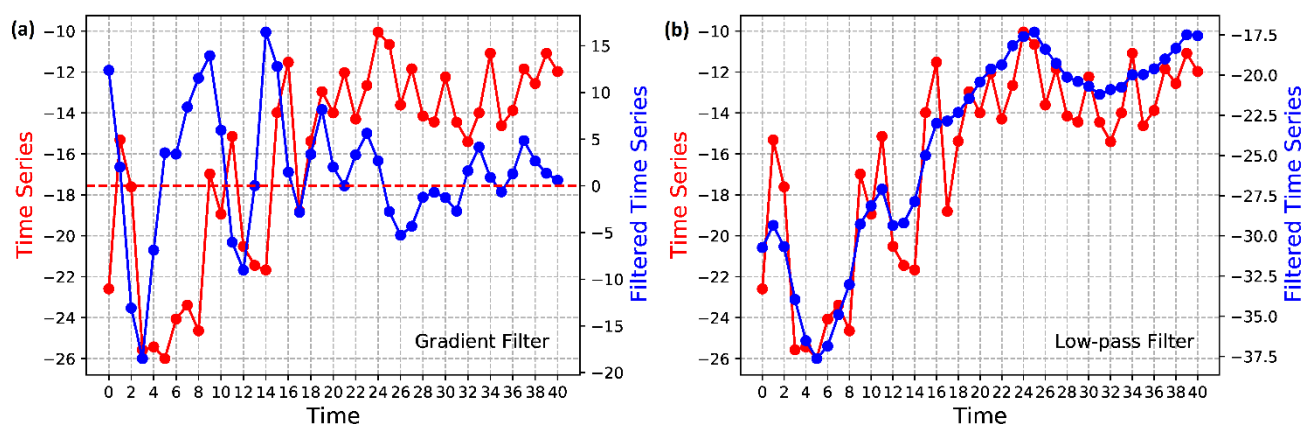 (a)
Time Series
−10
−12
−14
−16
−18
−20
−22
−24
−26
15
10
5
0
−5
−10
−15
−20
Filtered Time Series
Gradient Filter
0 2 4 6 8 10 12 14 16 18 20 22 24 26 28 30 32 34 36 38 40
Time
(b)
Time Series
−10
−12
−14
−16
−18
−20
−22
−24
−26
−17.5
−20.0
−22.5
−25.0
−27.5
−30.0
−32.5
−35.0
−37.5
Filtered Time Series
Low-pass Filter
0 2 4 6 8 10 12 14 16 18 20 22 24 26 28 30 32 34 36 38 40
Time